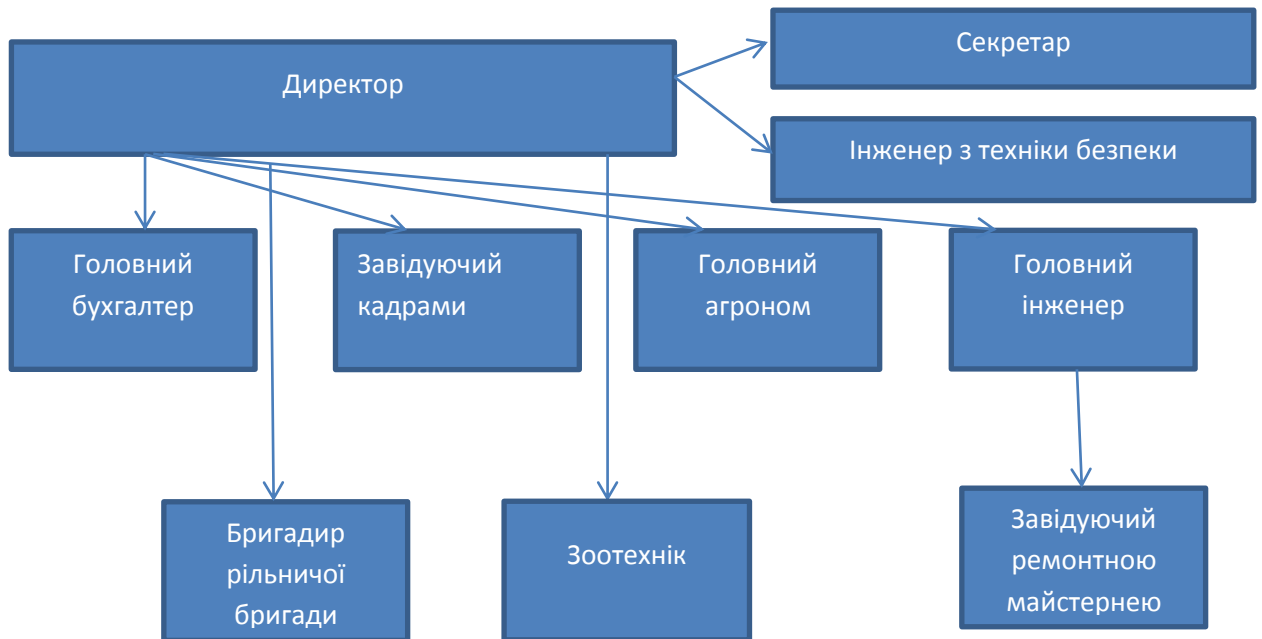 Директор
Секретар
Інженер з техніки безпеки
Головний
бухгалтер
Завідуючий
кадрами
Головний
агроном
Головний
інженер
Бригадир
рільничої
бригади
Зоотехнік
Завідуючий
ремонтною
майстернею